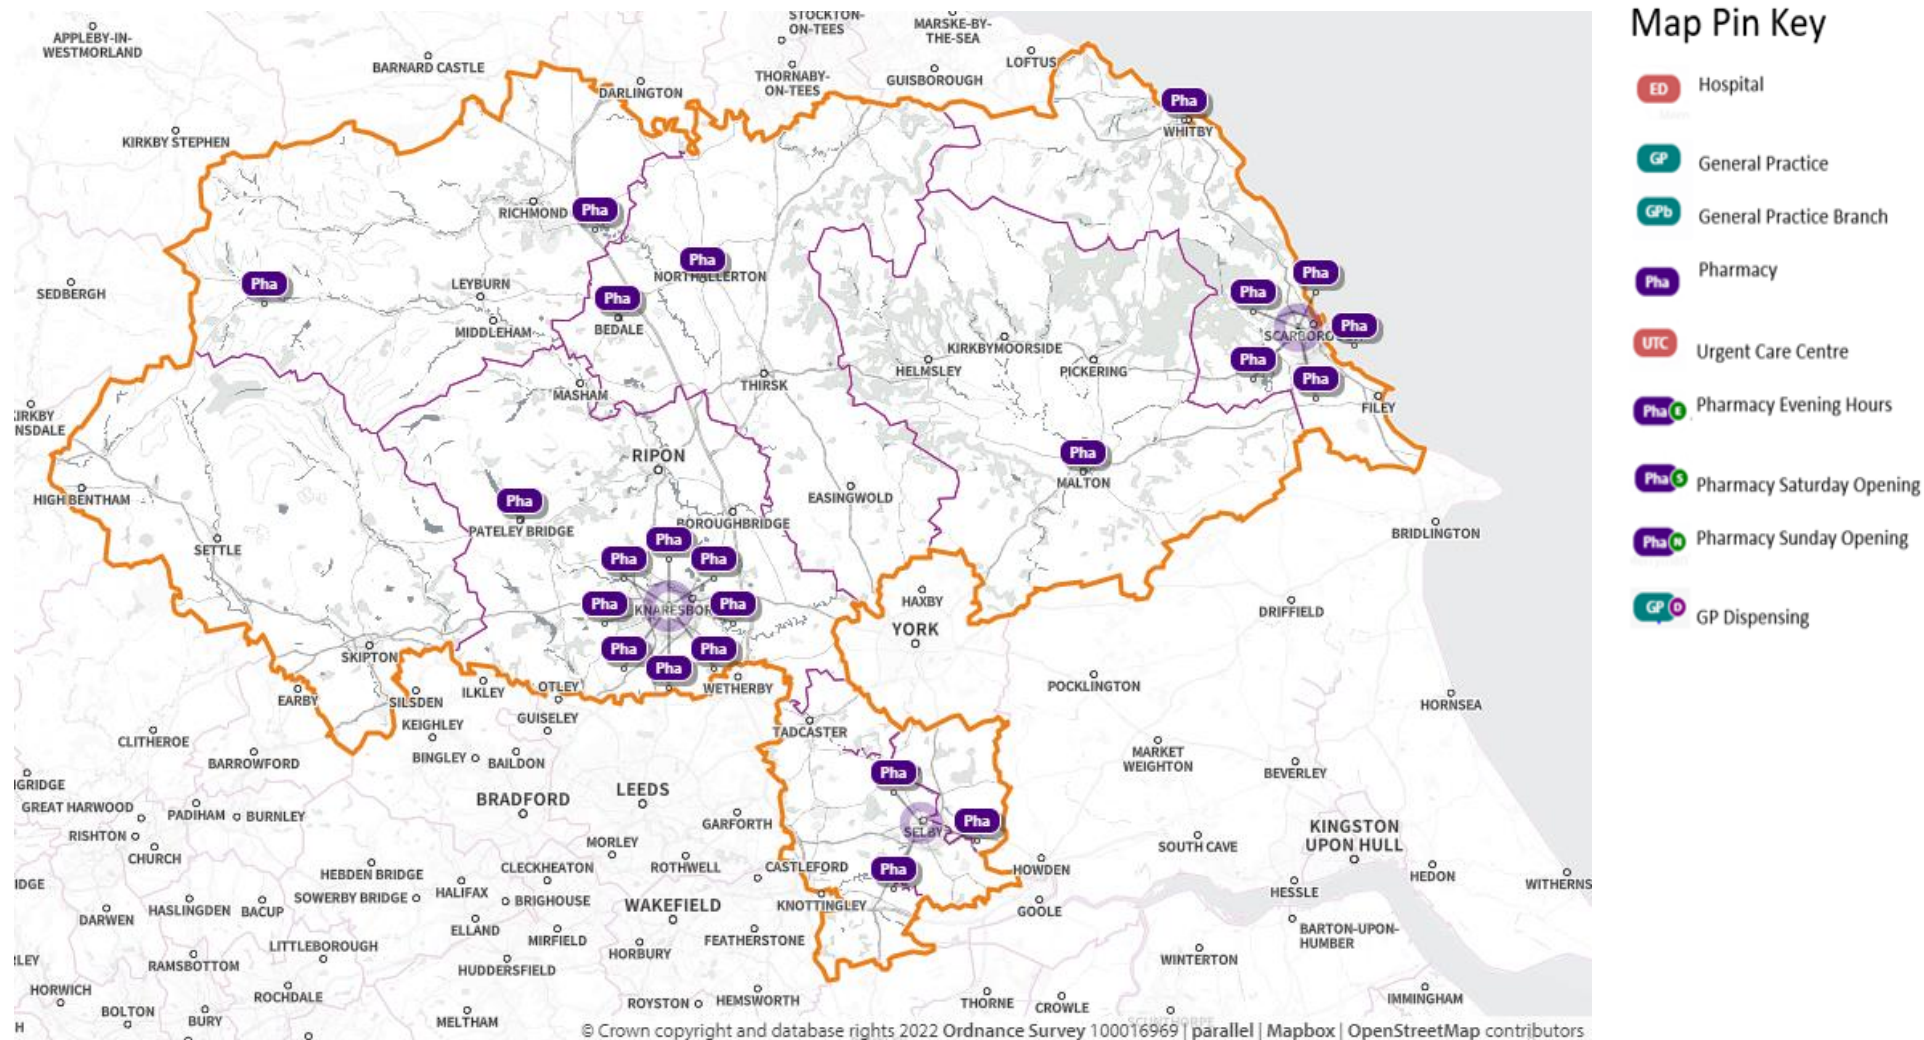 STOCKTON-
ON-TEES
MARSKE-BY-
THE-SEA
APPLEBY-IN-
WESTMORLAND
BARNARD CASTLE
LOFTUS
THORNABY-
ON-TEES
GUISBOROUGH
DARLINGTON
KIRKBY STEPHEN
Pha
WHITBY
RICHMOND
Pha
Pha
NORTHALLERTON
Pha
SEDBERGH
LEYBURN
Pha
BEDALE
MIDDLEHAM
Pha
Pha
Pha
SCARBORO
Pha
Pha
KIRKBYMOORSIDE
HELMSLEY
PICKERING
THIRSK
MASHAM
FILEY
KIRKBY
NSDALE
Pha
MALTON
RIPON
HIGH BENTHAM
EASINGWOLD
Pha
PATELEY BRIDGE
BOROUGHBRIDGE
BRIDLINGTON
SETTLE
Pha
Pha
Pha
Pha
KNARESBOR
Pha
HAXBY
DRIFFIELD
YORK
Pha
Pha
Pha
SKIPTON
WETHERBY
POCKLINGTON
EARBY
SILSDEN
ILKLEY
OTLEY
HORNSEA
KEIGHLEY
GUISELEY
TADCASTER
CLITHEROE
BARROWFORD
BINGLEY
BAILDON
MARKET
WEIGHTON
BEVERLEY
Pha
IGRIDGE
GREAT HARWOOD
PADIHAM
BURNLEY
BRADFORD
LEEDS
GARFORTH
SELBY
Pha
RISHTON
CHURCH
MORLEY
KINGSTON
UPON HULL
SOUTH CAVE
HEBDEN BRIDGE
CLECKHEATON
ROTHWELL
CASTLEFORD
Pha
HOWDEN
HEDON
WITHERNS
IDGE
SOWERBY BRIDGE
HALIFAX
BRIGHOUSE
HESSLE
DARWEN
HASLINGDEN
BACUP
WAKEFIELD
KNOTTINGLEY
GOOLE
ELLAND
MIRFIELD
FEATHERSTONE
BARTON-UPON-
HUMBER
LITTLEBOROUGH
HORBURY
RLEY
RAMSBOTTOM
HUDDERSFIELD
WINTERTON
HORWICH
ROCHDALE
ROYSTON
HEMSWORTH
THORNE
CROWLE
IMMINGHAM
BOLTON
BURY
MELTHAM
SCUNTHORPE
H
© Crown copyright and database rights 2022 Ordnance Survey 100016969 | parallel | Mapbox | OpenStreetMap contributors
Map Pin Key
ED Hospital
GP General Practice
GPb General Practice Branch
Pha Pharmacy
UTC Urgent Care Centre
Pha E Pharmacy Evening Hours
Pha S Pharmacy Saturday Opening
Pha N Pharmacy Sunday Opening
GP D GP Dispensing